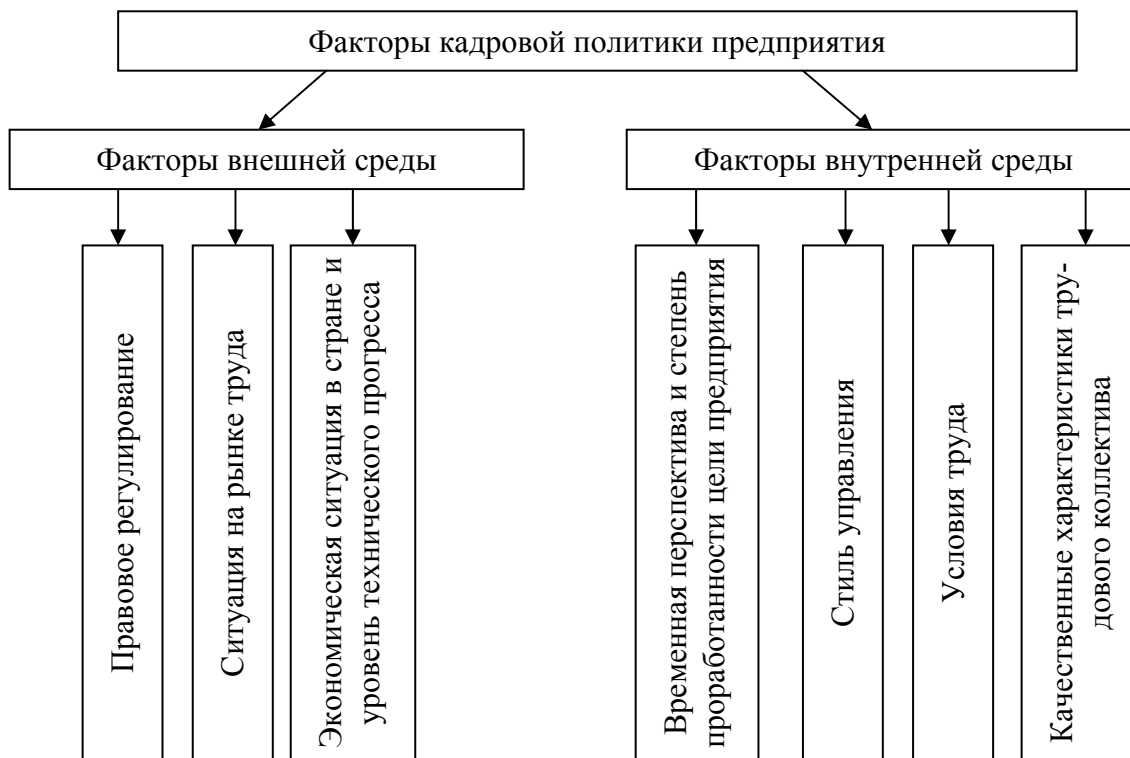 Факторы кадровой политики предприятия
Факторы внешней среды
Факторы внутренней среды
Правовое регулирование
Ситуация на рынке труда
Экономическая ситуация в стране и
уровень технического прогресса
Временная перспектива и степень
проработанности цели предприятия
Стиль управления
Условия труда
Качественные характеристики тру-
дового коллектива